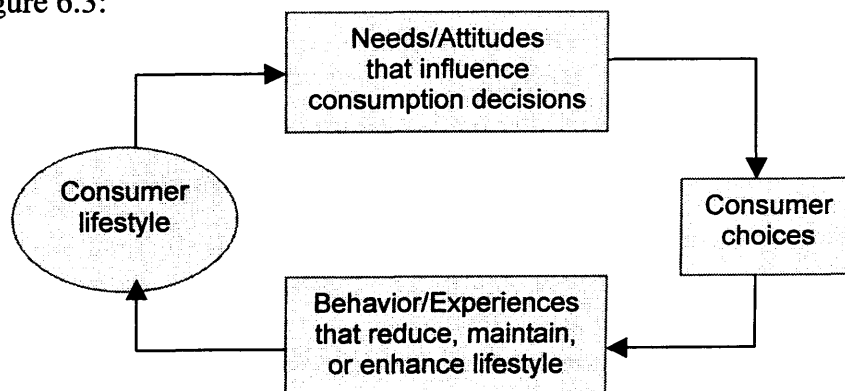 gure 6.3:
Needs/Attitudes
that influence
consumption decisions
Consumer
lifestyle
Consumer
choices
Behavior/Experiences
that reduce, maintain,
or enhance lifestyle